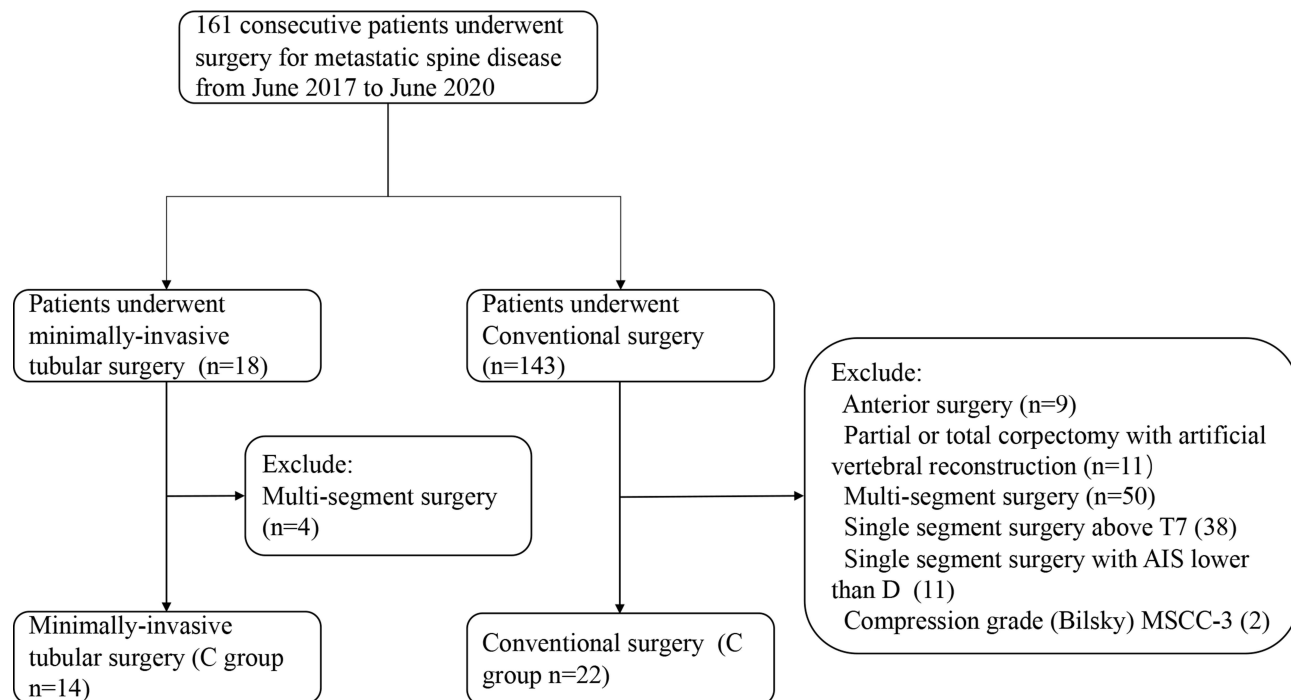 161 consecutive patients underwent
surgery for metastatic spine disease
from June 2017 to June 2020
Patients underwent
minimally-invasive
tubular surgery (n=18)
Patients underwent
Conventional surgery
(n=143)
Exclude:
Multi-segment surgery
(n=4)
Exclude:
Anterior surgery (n=9)
Partial or total corpectomy with artificial
vertebral reconstruction (n=11)
Multi-segment surgery (n=50)
Single segment surgery above T7 (38)
Single segment surgery with AIS lower
than D (11)
Compression grade (Bilsky) MSCC-3 (2)
Minimally-invasive
tubular surgery (C group
n=14)
Conventional surgery (C
group n=22)